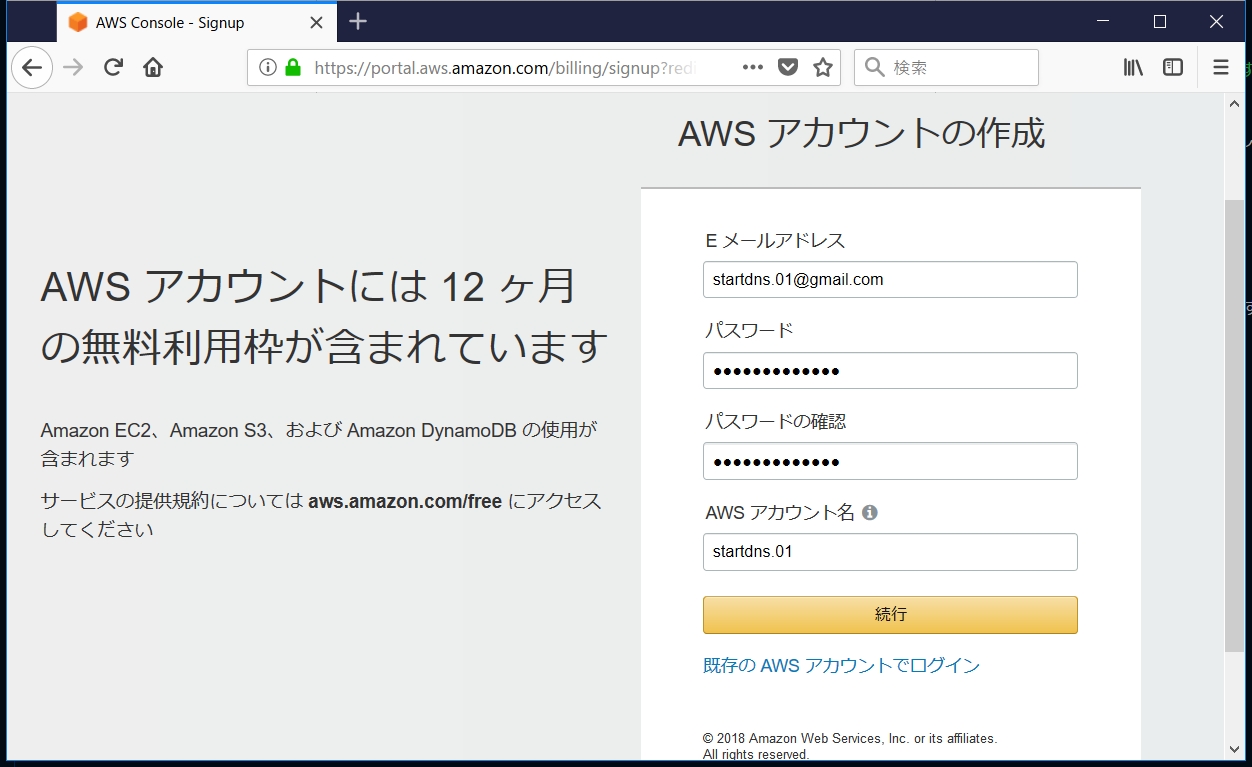 AWS Console - Signup
https://portal.aws.amazon.com/billing/signup?redi
検索
AWS アカウントの作成
AWS アカウントには 12 ヶ月
の無料利用枠が含まれています
Amazon EC2、Amazon S3、および Amazon DynamoDB の使用が
含まれます
サービスの提供規約については aws.amazon.com/free にアクセス
してください
E メールアドレス
startdns.01@gmail.com
パスワード
●●●●●●●●●●●●●
パスワードの確認
●●●●●●●●●●●●●
AWS アカウント名
startdns.01
続行
既存の AWS アカウントでログイン
© 2018 Amazon Web Services, Inc. or its affiliates.
All rights reserved.